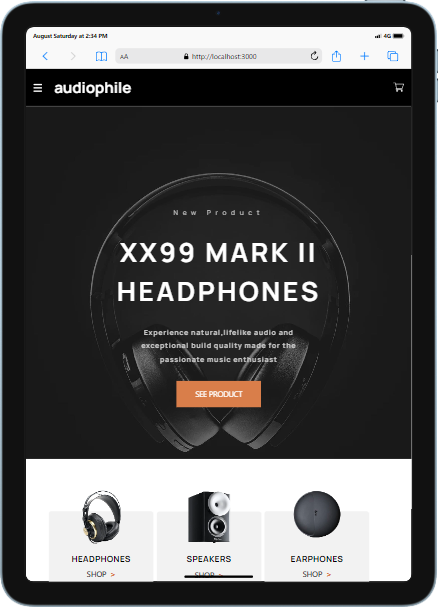 August Saturday at 2:34 PM
4G
AA
http://localhost:3000
audiophile
New Product
XX99 MARK II
HEADPHONES
Experience natural,lifelike audio and
exceptional build quality made for the
passionate music enthusiast
SEE PRODUCT
HEADPHONES
SPEAKERS
EARPHONES
SHOP >
SHOP >
SHOP >